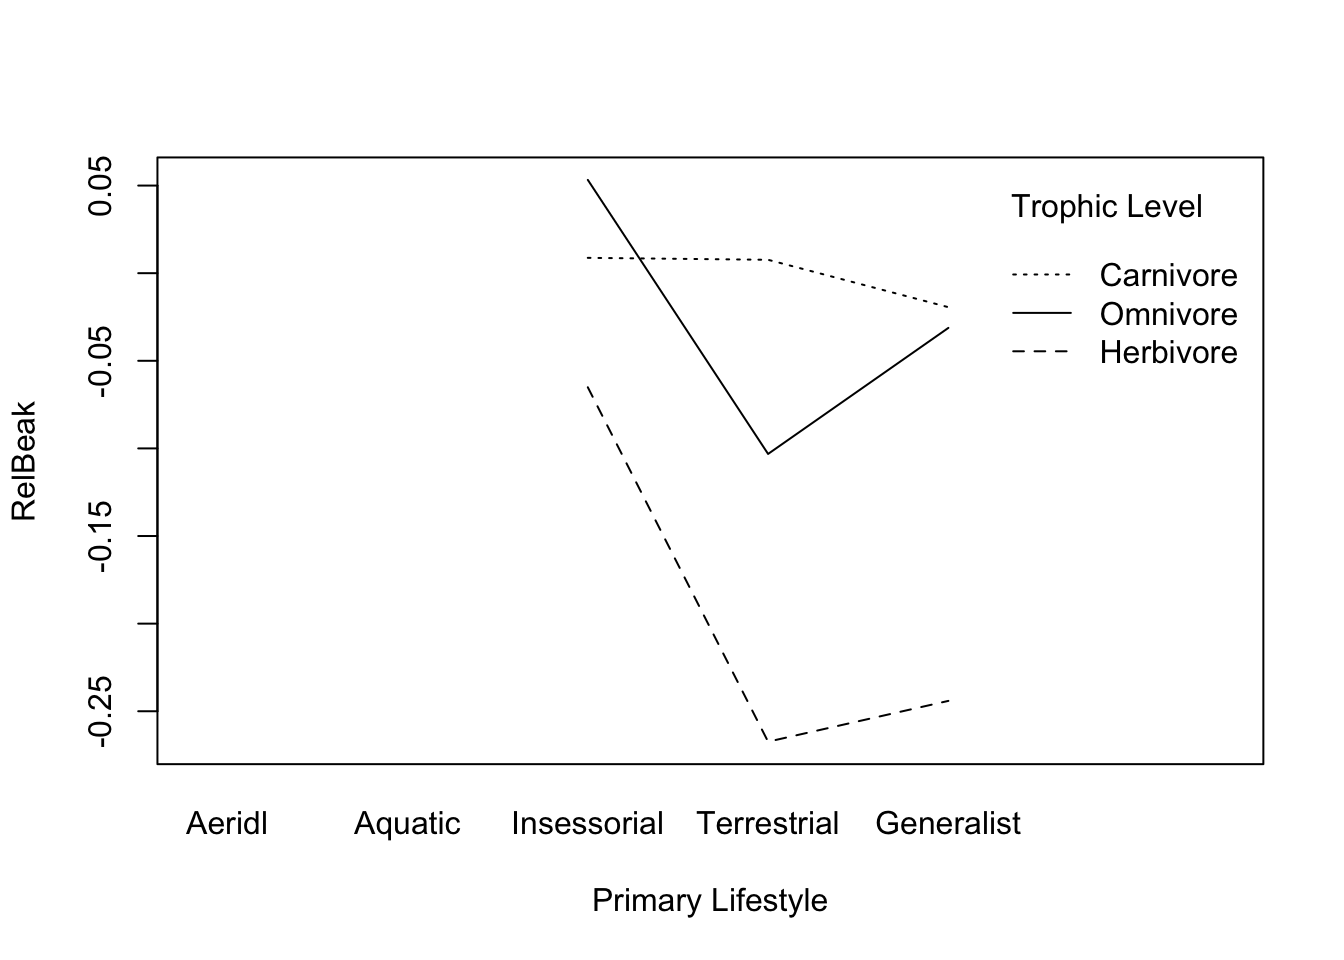 Trophic Level
Carnivore
Omnivore
Herbivore
RelBeak
0.05
-0.05
-0.15
-0.25
Aeridl Aquatic Insessorial Terrestrial Generalist
Primary Lifestyle